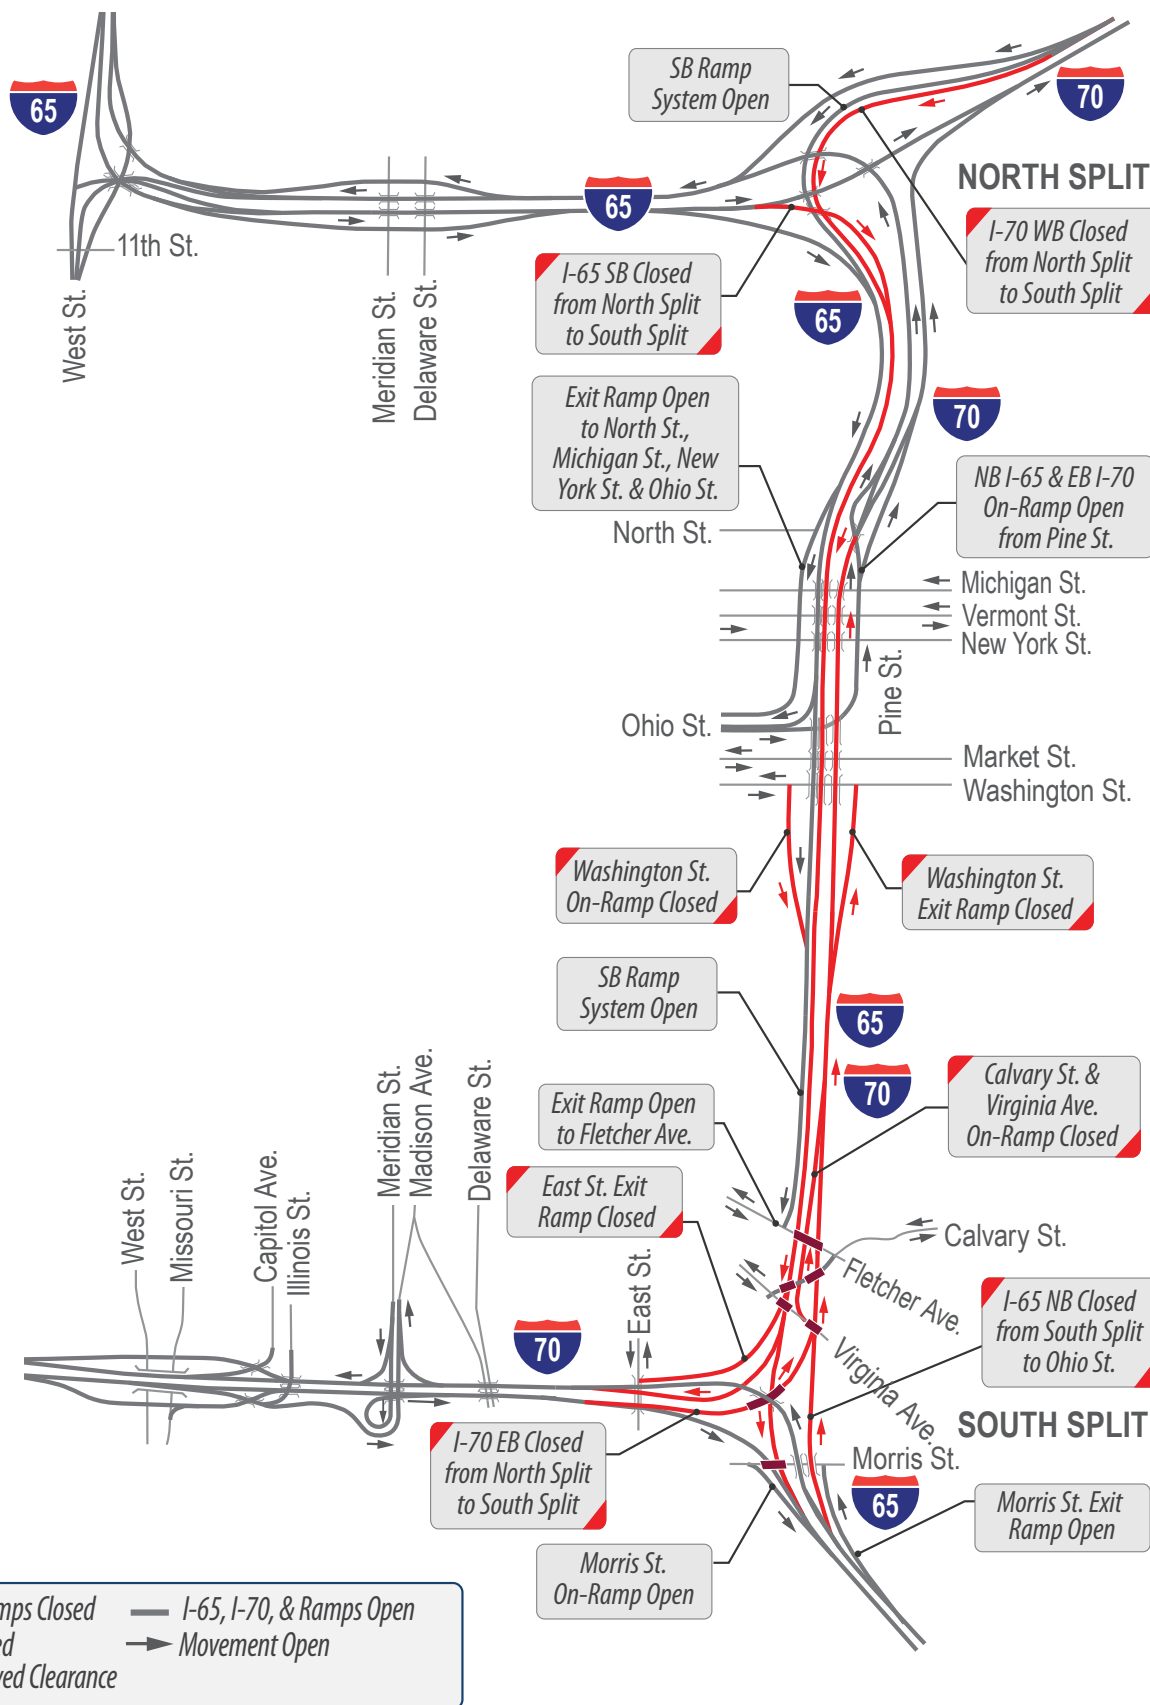 65
SB Ramp
System Open
70
NORTH SPLIT
65
11th St.
West St.
Meridian St.
Delaware St.
I-65 SB Closed
from North Split
to South Split
I-70 WB Closed
from North Split
to South Split
65
70
Exit Ramp Open
to North St.,
Michigan St., New
York St. & Ohio St.
NB I-65 & EB I-70
On-Ramp Open
from Pine St.
North St.
Michigan St.
Vermont St.
New York St.
Pine St.
Ohio St.
Market St.
Washington St.
Washington St.
On-Ramp Closed
Washington St.
Exit Ramp Closed
SB Ramp
System Open
65
70
Calvary St. &
Virginia Ave.
On-Ramp Closed
Exit Ramp Open
to Fletcher Ave.
East St. Exit
Ramp Closed
West St.
Missouri St.
Capitol Ave.
Illinois St.
Meridian St.
Madison Ave.
Delaware St.
East St.
Calvary St.
Fletcher Ave.
Virginia Ave.
I-65 NB Closed
from South Split
to Ohio St.
70
SOUTH SPLIT
I-70 EB Closed
from North Split
to South Split
Morris St.
65
Morris St. Exit
Ramp Open
Morris St.
On-Ramp Open
mps Closed
I-65, I-70, & Ramps Open
ed
Movement Open
ved Clearance